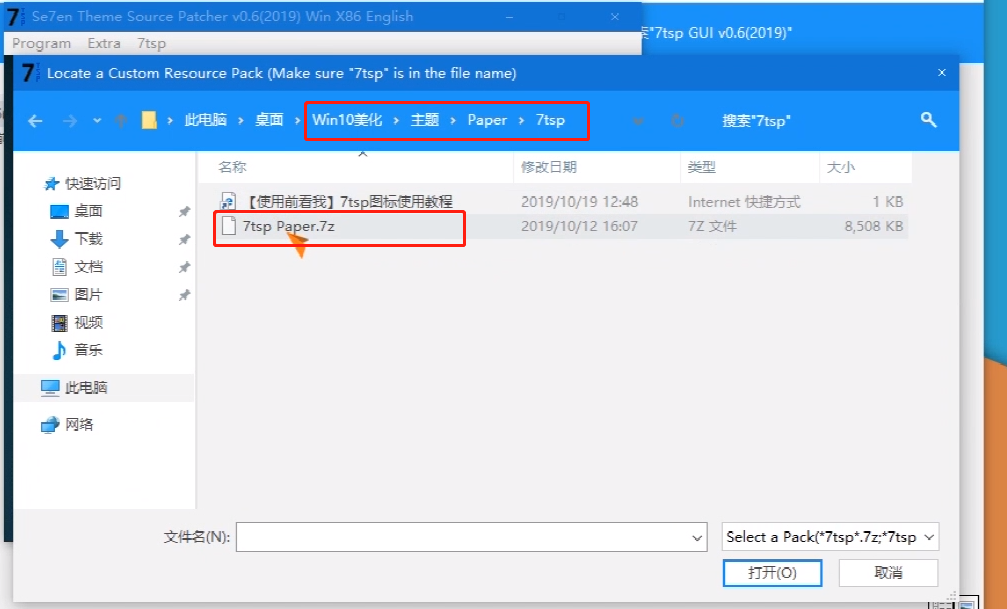 7 Se7en Theme Source Patcher v0.6(2019) Win X86 English
"7tsp GUI v0.6(2019)"
Program Extra 7tsp
7 Locate a Custom Resource Pack (Make sure "7tsp" is in the file name)
此电脑 › 桌面 › Win10美化 › 主题 › Paper › 7tsp 搜索"7tsp"
名称 修改日期 类型 大小
快速访问
桌面
下载
文档
图片
视频
音乐
此电脑
网络
【使用前看我】7tsp图标使用教程 2019/10/19 12:48 Internet 快捷方式 1 KB
7tsp Paper.7z 2019/10/12 16:07 7Z 文件 8,508 KB
文件名(N): Select a Pack(*7tsp*.7z;*7tsp
打开(O) 取消